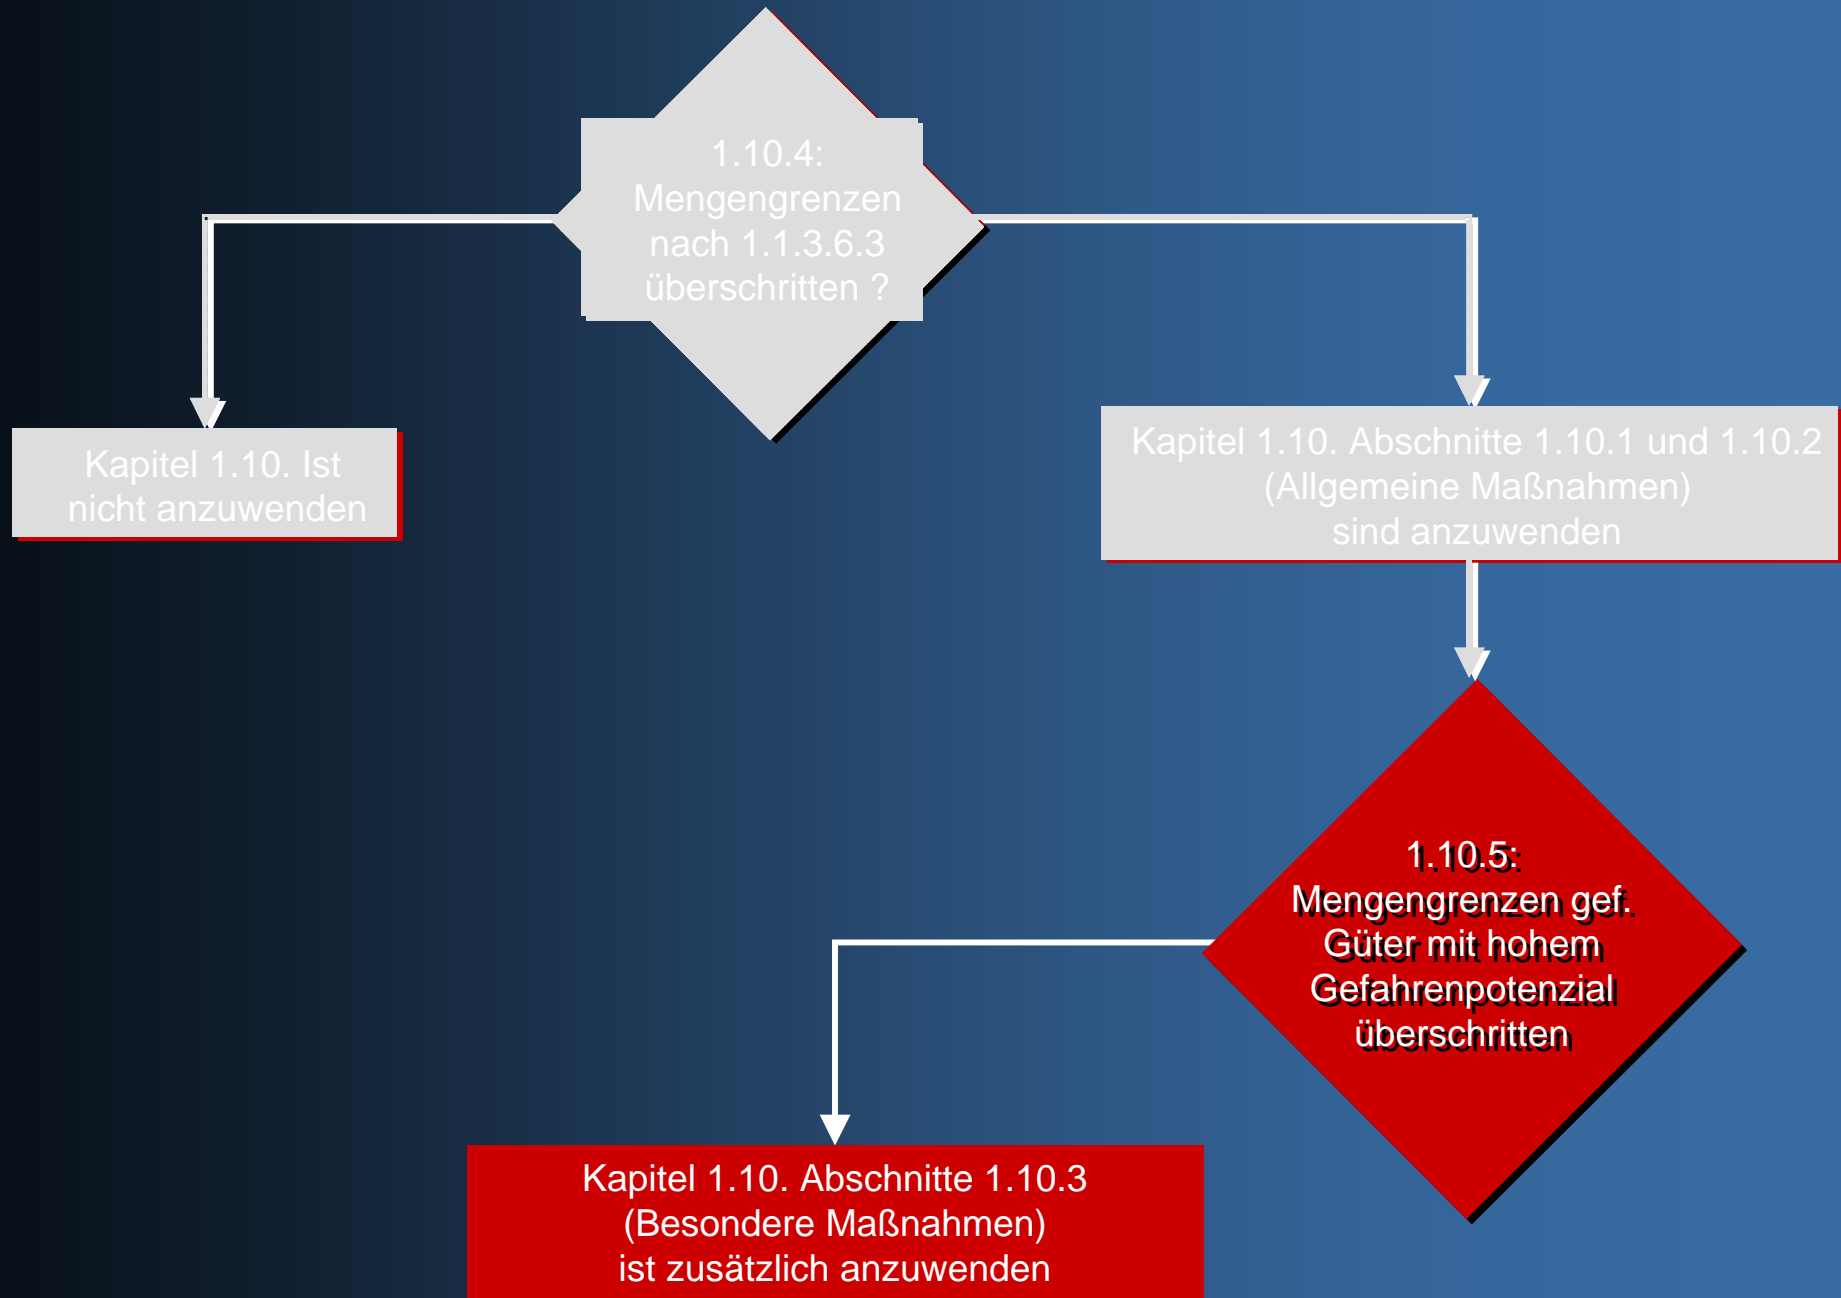 1.10.4:
Mengengrenzen
nach 1.1.3.6.3
überschritten ?
Kapitel 1.10. Ist
nicht anzuwenden
Kapitel 1.10. Abschnitte 1.10.1 und 1.10.2
(Allgemeine Maßnahmen)
sind anzuwenden
1.10.5:
Mengengrenzen gef.
Güter mit hohem
Gefahrenpotenzial
überschritten
Kapitel 1.10. Abschnitte 1.10.3
(Besondere Maßnahmen)
ist zusätzlich anzuwenden